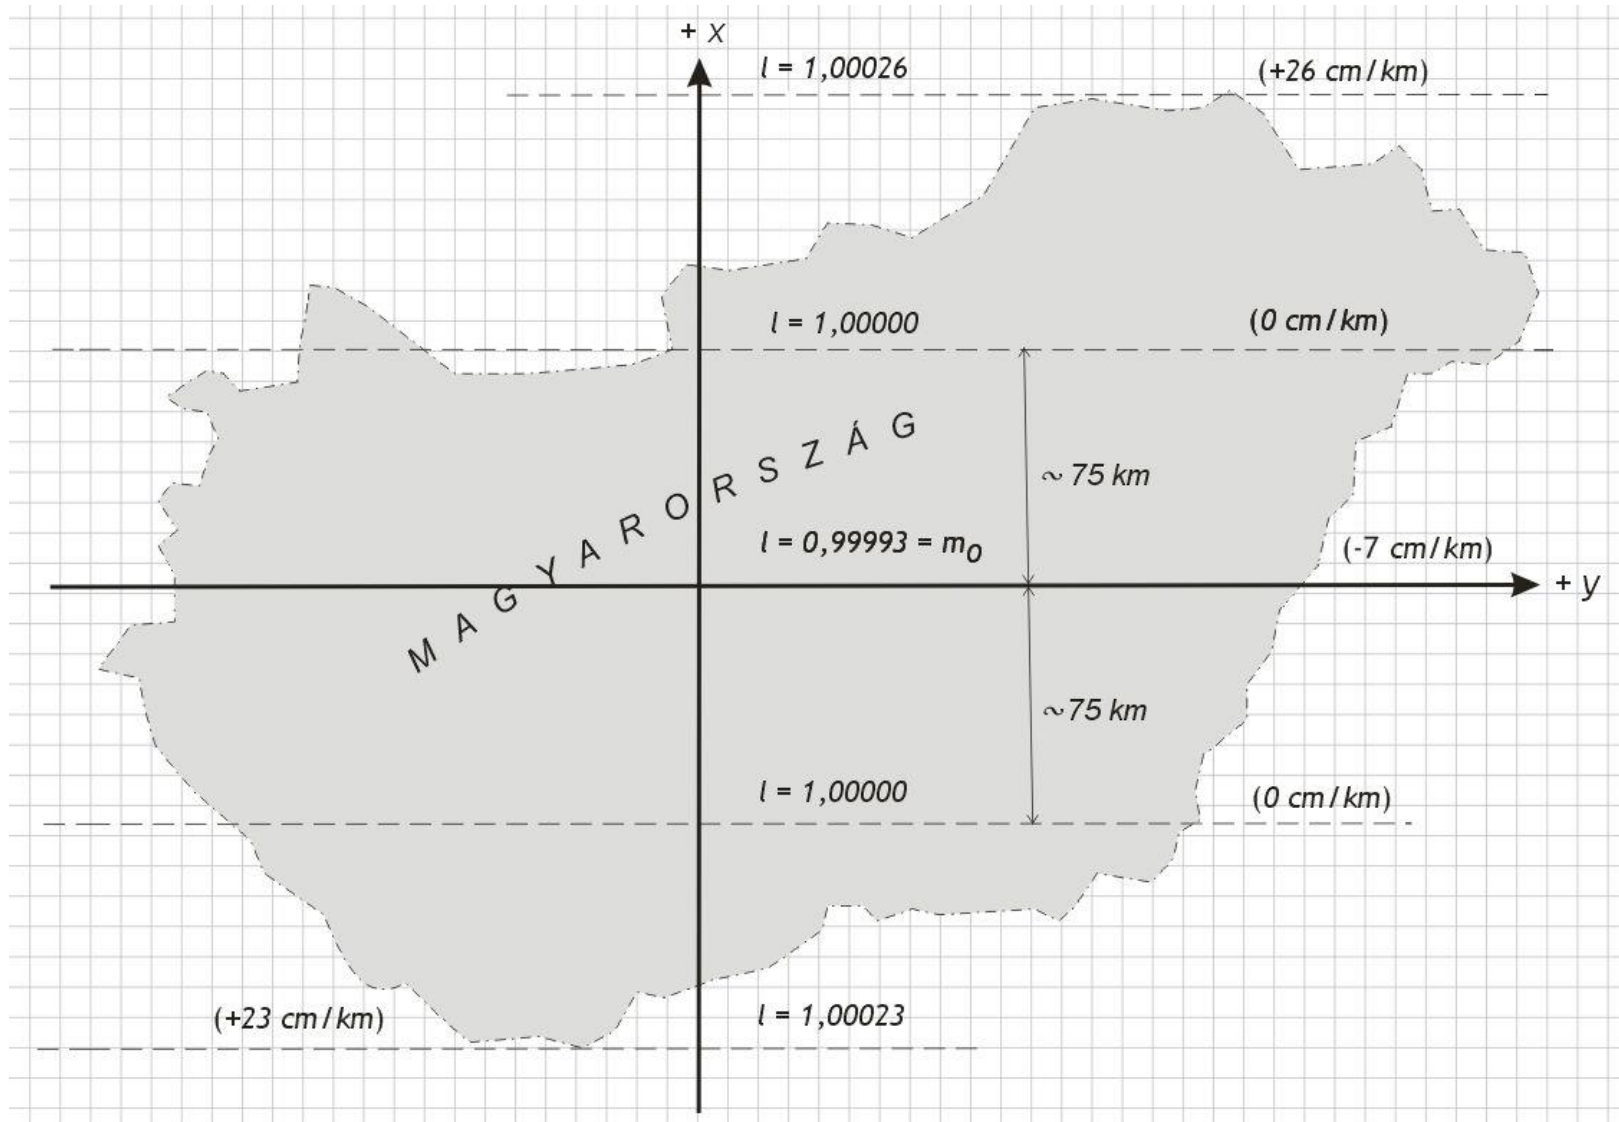 + x
l = 1,00026
(+26 cm/km)
l = 1,00000
(0 cm/km)
MAGYARORSZÁG
~ 75 km
l = 0,99993 = m0
(-7 cm/km)
+ y
~75 km
l = 1,00000
(0 cm/km)
(+23 cm/km)
l = 1,00023